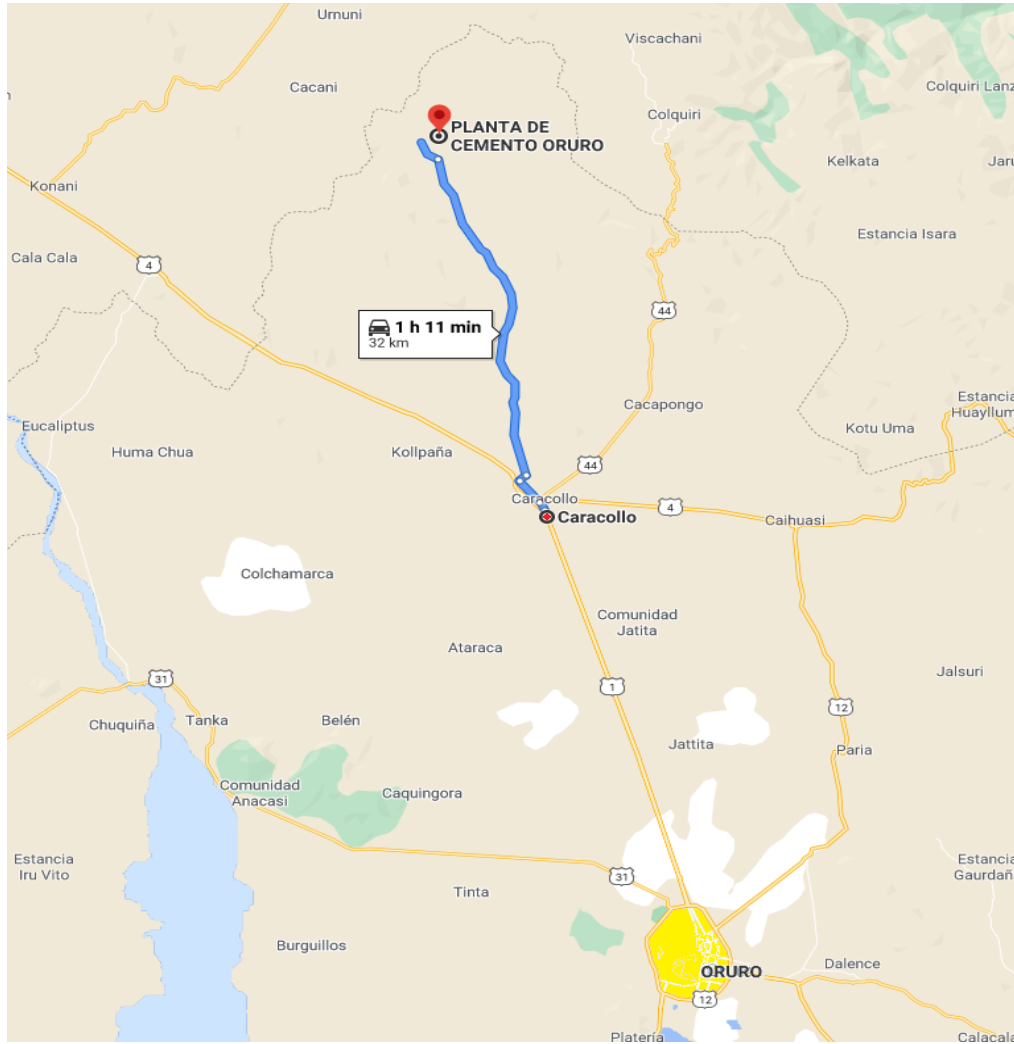 Urnuni
Viscachani
Cacani
Colquiri Lanz
PLANTA DE
CEMENTO ORURO
Colquiri
Kelkata
Jaru
Konani
Estancia Isara
Cala Cala
4
44
1 h 11 min
32 km
Cacapongo
Estancia
Huayllum
Eucaliptus
Kotu Uma
Huma Chua
Kollpaña
44
Caracollo
4
Caracollo
Caihuasi
Colchamarca
Comunidad
Jatita
Ataraca
31
1
Jalsuri
Chuquiña
Tanka
Belén
12
Jattita
Paria
Comunidad
Anacasi
Caquingora
Estancia
Iru Vito
31
Estancia
Gaurdañ
Tinta
Burguillos
ORURO
Dalence
12
Platería
Calacala